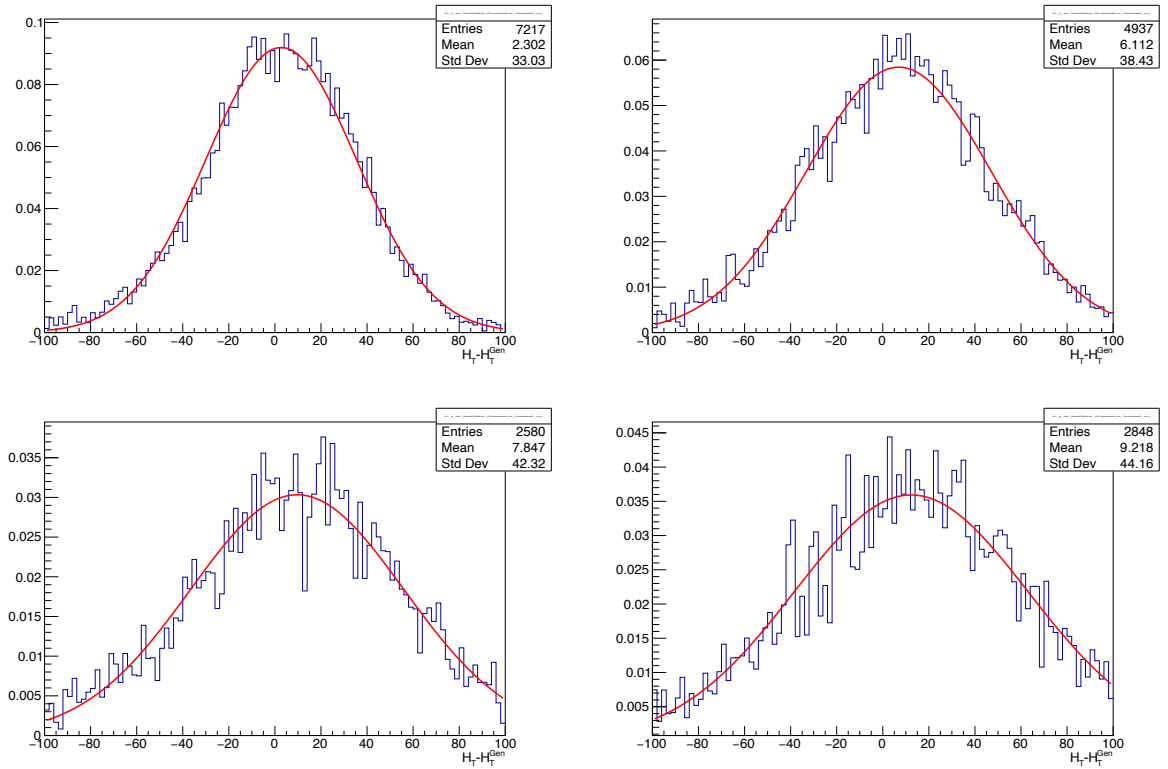 Entries 7217
Mean 2.302
Std Dev 33.03
0.1
0.08
0.06
0.04
0.02
0
−100 −80 −60 −40 −20 0 20 40 60 80 100
H_T-H_T^Gen
Entries 4937
Mean 6.112
Std Dev 38.43
0.06
0.05
0.04
0.03
0.02
0.01
0
−100 −80 −60 −40 −20 0 20 40 60 80 100
H_T-H_T^Gen
Entries 2580
Mean 7.847
Std Dev 42.32
0.035
0.03
0.025
0.02
0.015
0.01
0.005
0
−100 −80 −60 −40 −20 0 20 40 60 80 100
H_T-H_T^Gen
Entries 2848
Mean 9.218
Std Dev 44.16
0.045
0.04
0.035
0.03
0.025
0.02
0.015
0.01
0.005
−100 −80 −60 −40 −20 0 20 40 60 80 100
H_T-H_T^Gen